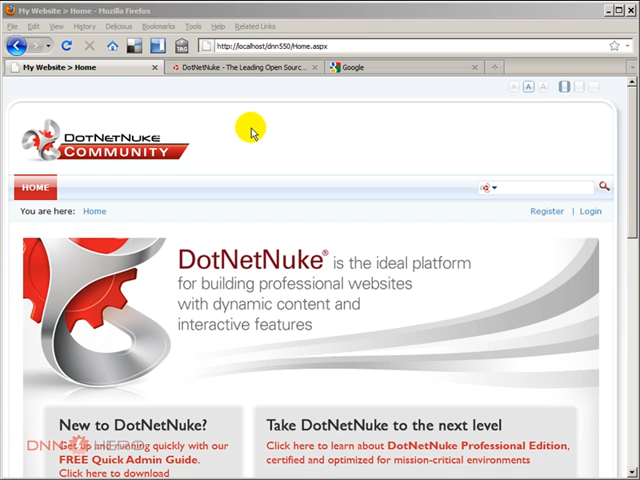 My Website > Home - Mozilla Firefox
File Edit View History Delicious Bookmarks Tools Help Related Links
http://localhost/dnn550/Home.aspx
My Website > Home
DotNetNuke - The Leading Open Sourc...
Google
A A A
DOTNETNUKE
COMMUNITY
HOME
You are here: Home
Register | Login
DotNetNuke® is the ideal platform
for building professional websites
with dynamic content and
interactive features
New to DotNetNuke?
Get up and running quickly with our
FREE Quick Admin Guide.
Click here to download
Take DotNetNuke to the next level
Click here to learn about DotNetNuke Professional Edition,
certified and optimized for mission-critical environments
DNN HERO